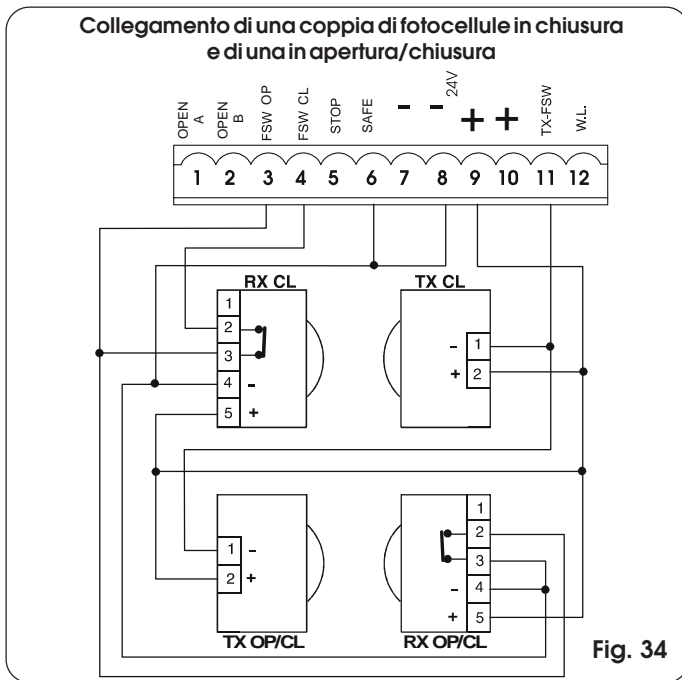 Collegamento di una coppia di fotocellule in chiusura
e di una in apertura/chiusura
OPEN A
OPEN B
FSW OP
FSW CL
STOP
SAFE
-
-
24V
+
+
TX-FSW
W.L.
1 2 3 4 5 6 7 8 9 10 11 12
RX CL
1
2
3
4 -
5 +
TX CL
- 1
+ 2
1 -
2 +
TX OP/CL
1
2
3
- 4
+ 5
RX OP/CL
Fig. 34